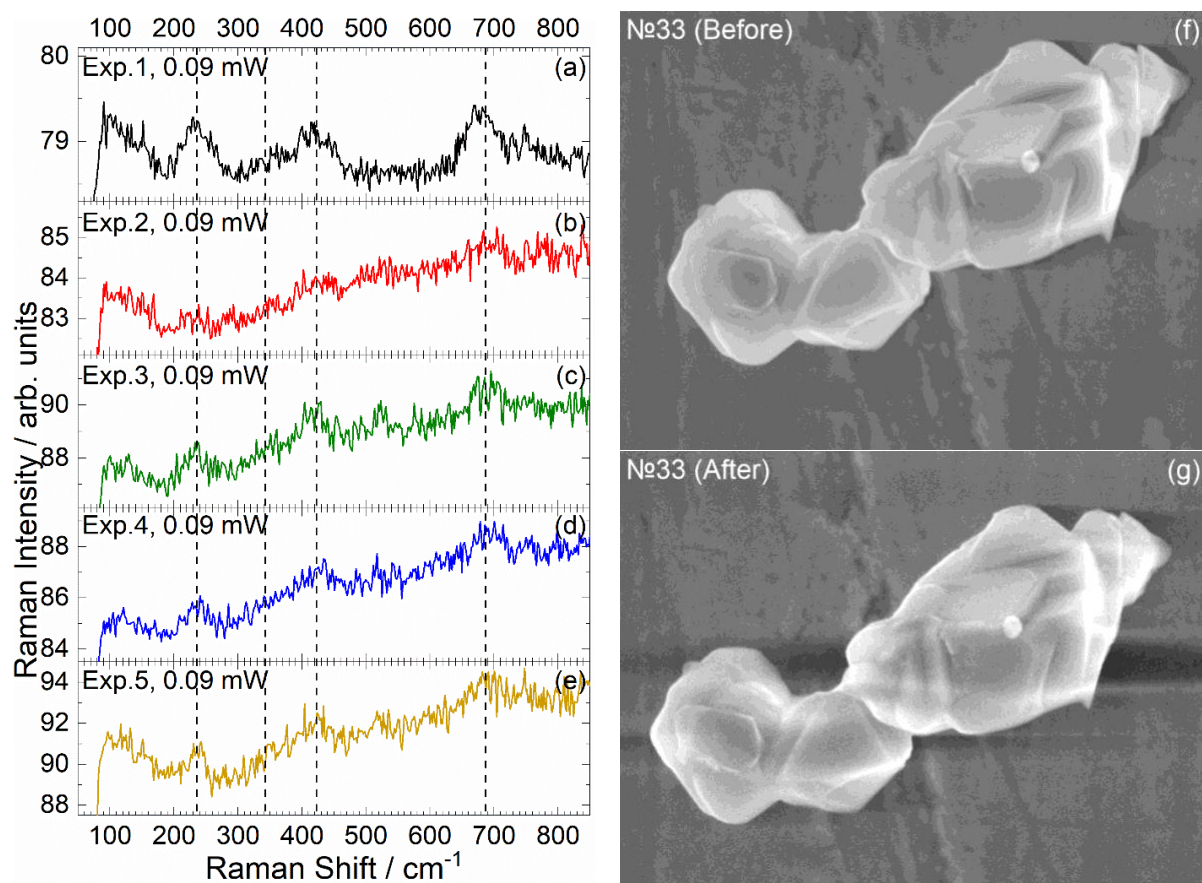 100 200 300 400 500 600 700 800
80
79
Exp.1, 0.09 mW (a)
85
84
83
Exp.2, 0.09 mW (b)
90
88
Exp.3, 0.09 mW (c)
88
86
84
Exp.4, 0.09 mW (d)
94
92
90
88
Exp.5, 0.09 mW (e)
100 200 300 400 500 600 700 800
Raman Shift / cm⁻¹
Raman Intensity / arb. units
№33 (Before) (f)
№33 (After) (g)